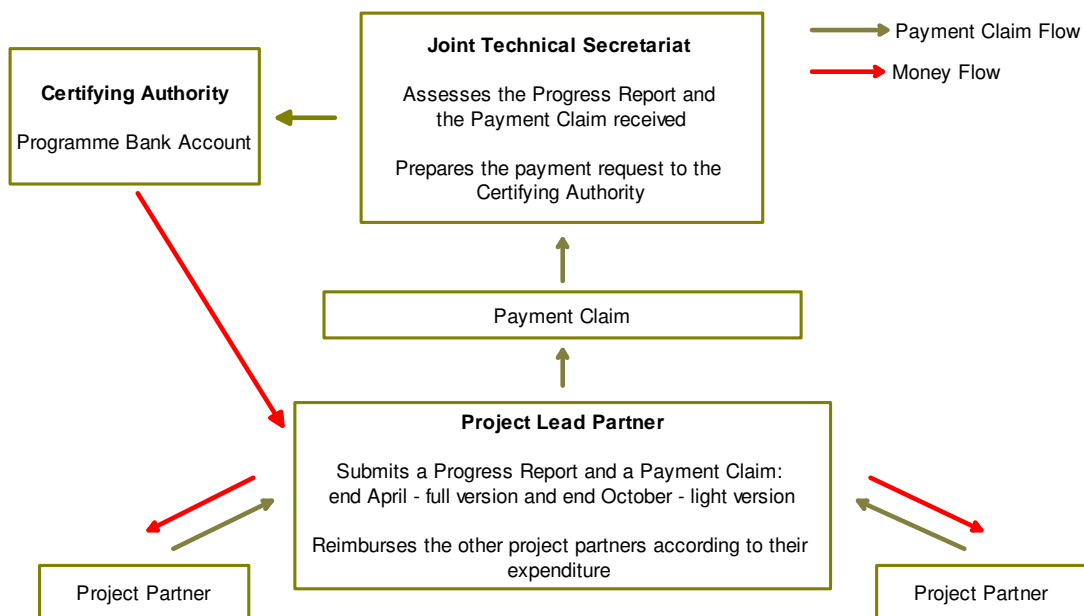 Joint Technical Secretariat
Assesses the Progress Report and
the Payment Claim received
Prepares the payment request to the
Certifying Authority
Payment Claim Flow
Money Flow
Certifying Authority
Programme Bank Account
Payment Claim
Project Lead Partner
Submits a Progress Report and a Payment Claim:
end April - full version and end October - light version
Reimburses the other project partners according to their
expenditure
Project Partner
Project Partner